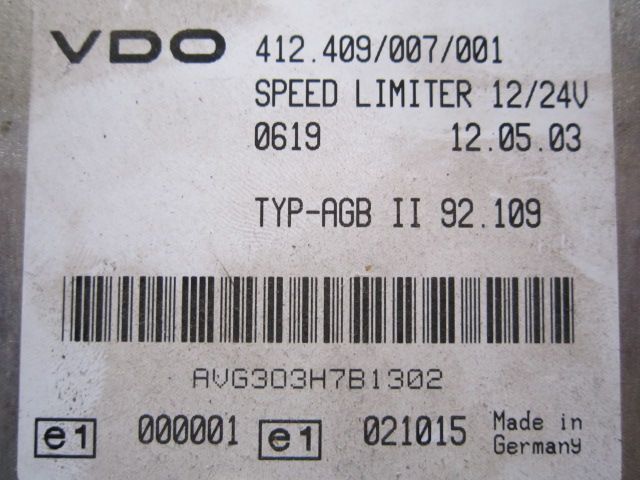 VDO 412.409/007/001
SPEED LIMITER 12/24V
0619 12.05.03
TYP-AGB II 92.109
AVG303H7B1302
e1 000001 e1 021015 Made in
Germany